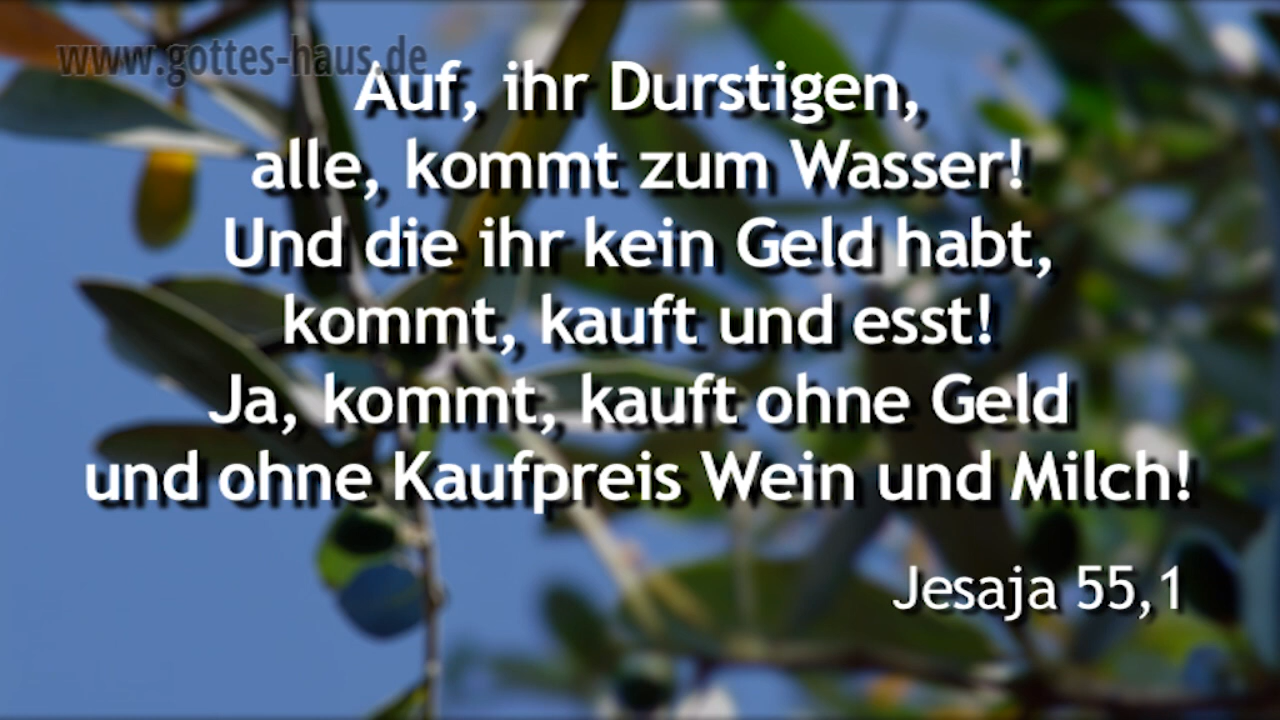 www.gottes-haus.de
Auf, ihr Durstigen,
alle, kommt zum Wasser!
Und die ihr kein Geld habt,
kommt, kauft und esst!
Ja, kommt, kauft ohne Geld
und ohne Kaufpreis Wein und Milch!
Jesaja 55,1